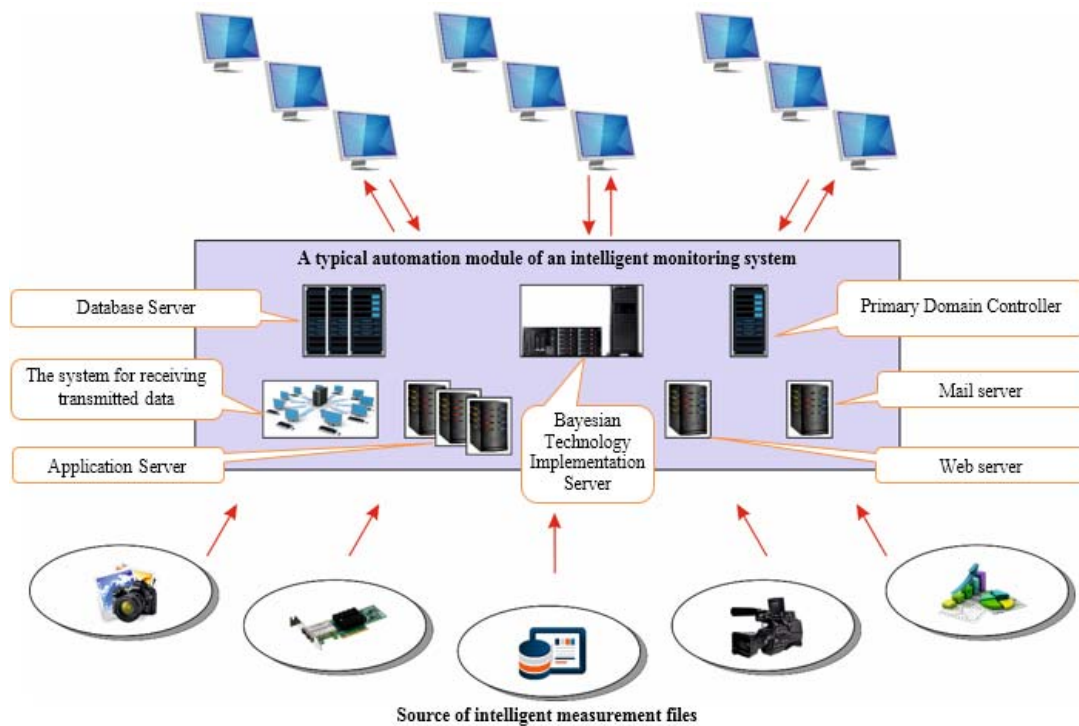 A typical automation module of an intelligent monitoring system
Database Server
Primary Domain Controller
The system for receiving
transmitted data
Mail server
Bayesian
Technology
Implementation
Server
Application Server
Web server
Source of intelligent measurement files